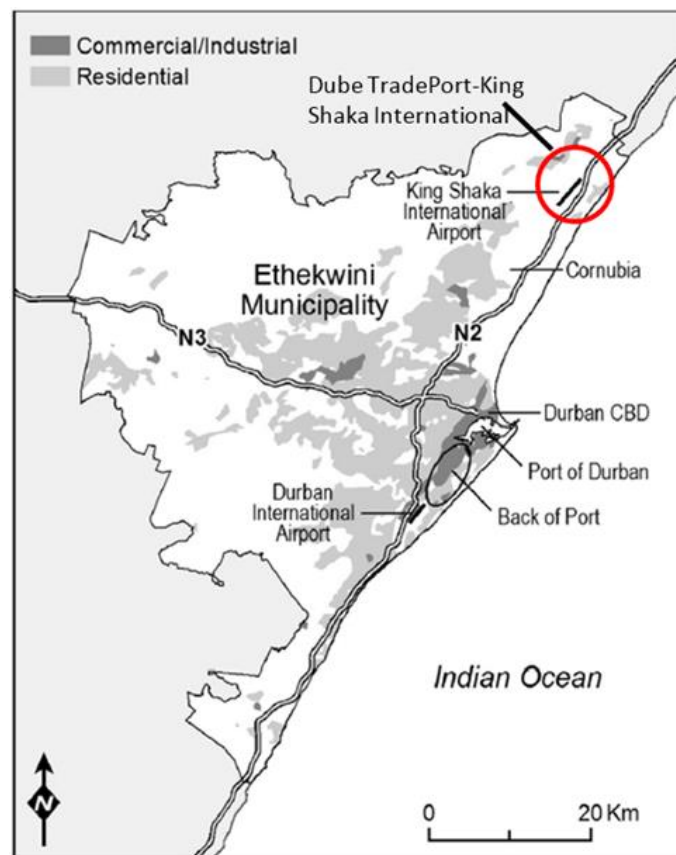 Commercial/Industrial
Residential
Dube TradePort-King
Shaka International
King Shaka
International
Airport
Cornubia
Ethekwini
Municipality
N3
N2
Durban CBD
Port of Durban
Durban
International
Airport
Back of Port
Indian Ocean
N
0
20 Km